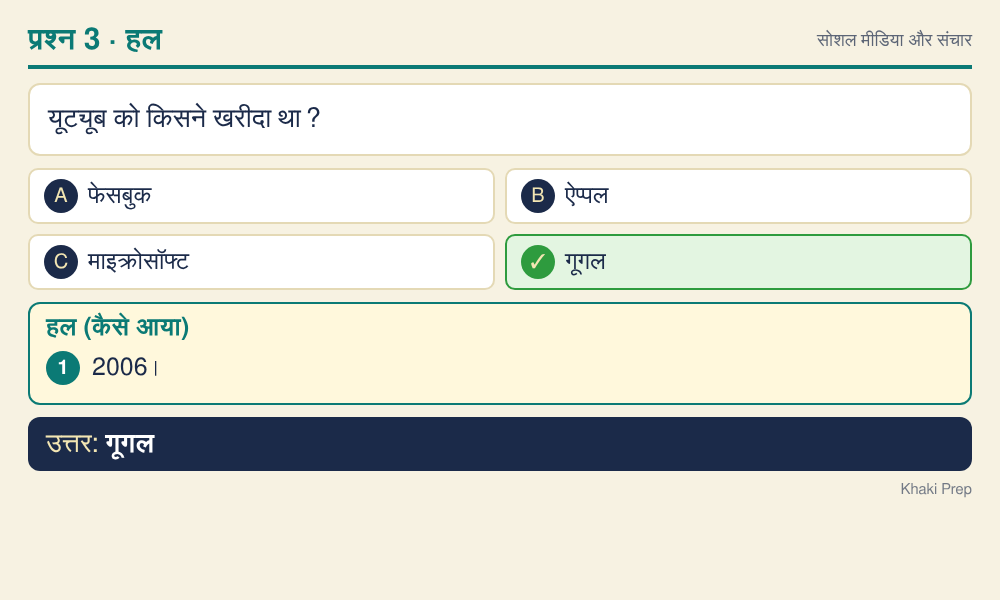 प्रश्न 3 · हल
सोशल मीडिया और संचार
यूट्यूब को किसने खरीदा था ?
A फेसबुक
B ऐप्पल
C माइक्रोसॉफ्ट
✓ गूगल
हल (कैसे आया)
1 2006।
उत्तर: गूगल
Khaki Prep